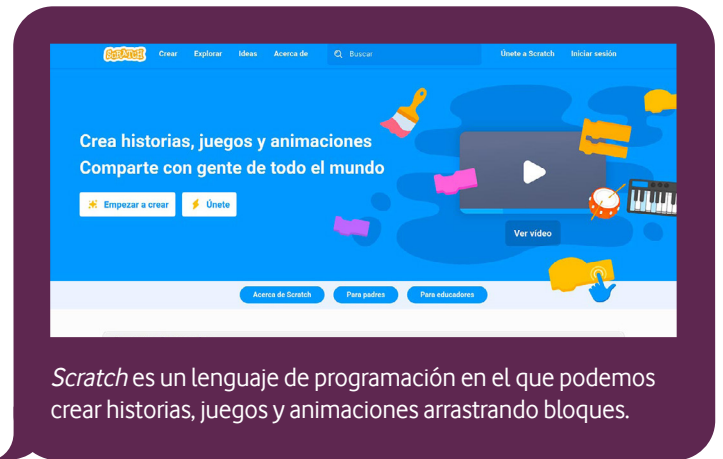 SCRATCH Crear Explorar Ideas Acerca de Buscar Únete a Scratch Iniciar sesión
Crea historias, juegos y animaciones
Comparte con gente de todo el mundo
Empezar a crear Únete
Ver vídeo
Acerca de Scratch Para padres Para educadores
Scratch es un lenguaje de programación en el que podemos
crear historias, juegos y animaciones arrastrando bloques.